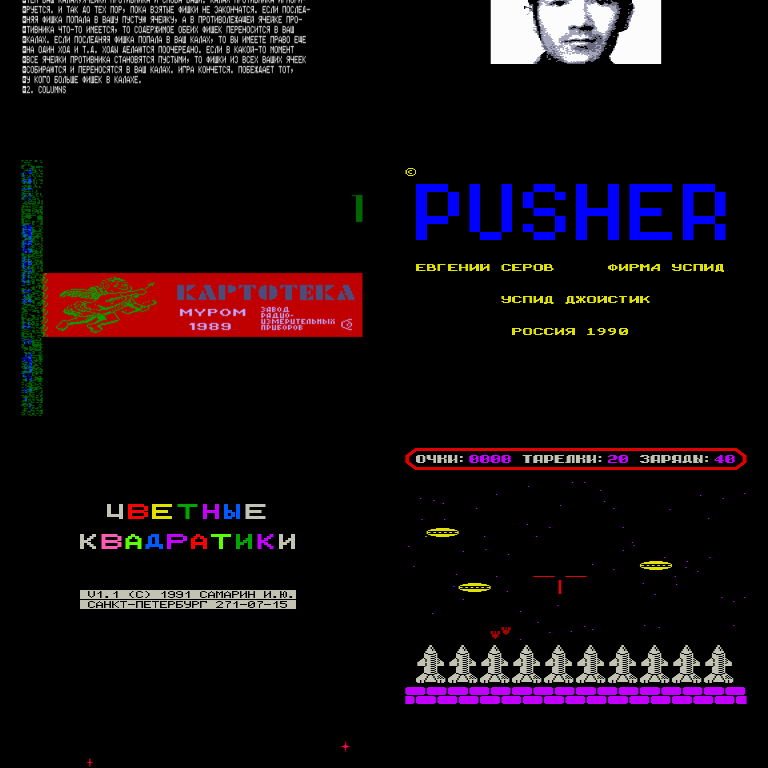 РУЕТСЯ. И ТАК ДО ТЕХ ПОР, ПОКА ВЗЯТЫЕ ФИШКИ НЕ ЗАКОНЧАТСЯ. ЕСЛИ ПОСЛЕД-
НЯЯ ФИШКА ПОПАЛА В ВАШУ ПУСТУЮ ЯЧЕЙКУ, А В ПРОТИВОЛЕЖАЩЕЙ ЯЧЕЙКЕ ПРО-
ТИВНИКА ЧТО-ТО ИМЕЕТСЯ, ТО СОДЕРЖИМОЕ ОБЕИХ ФИШЕК ПЕРЕНОСИТСЯ В ВАШ
КАЛАХ. ЕСЛИ ПОСЛЕДНЯЯ ФИШКА ПОПАЛА В ВАШ КАЛАХ, ТО ВЫ ИМЕЕТЕ ПРАВО ЕЩЕ
НА ОДИН ХОД И Т.Д. ХОДЫ ДЕЛАЮТСЯ ПООЧЕРЕДНО. ЕСЛИ В КАКОЙ-ТО МОМЕНТ
ВСЕ ЯЧЕЙКИ ПРОТИВНИКА СТАНОВЯТСЯ ПУСТЫМИ, ТО ФИШКИ ИЗ ВСЕХ ВАШИХ ЯЧЕЕК
СОБИРАЮТСЯ И ПЕРЕНОСЯТСЯ В ВАШ КАЛАХ. ИГРА КОНЧЕТСЯ. ПОБЕЖДАЕТ ТОТ,
У КОГО БОЛЬШЕ ФИШЕК В КАЛАХЕ.
2. COLUMNS
1
КАРТОТЕКА
МУРОМ
1989
ЗАВОД
РАДИО-
ИЗМЕРИТЕЛЬНЫХ
ПРИБОРОВ
©
PUSHER
ЕВГЕНИЙ СЕРОВ ФИРМА УСПИД
УСПИД ДЖОИСТИК
РОССИЯ 1990
ЦВЕТНЫЕ
КВАДРАТИКИ
V1.1 (C) 1991 САМАРИН И.Ю.
САНКТ-ПЕТЕРБУРГ 271-07-15
ОЧКИ: 0000 ТАРЕЛКИ: 20 ЗАРЯДЫ: 40